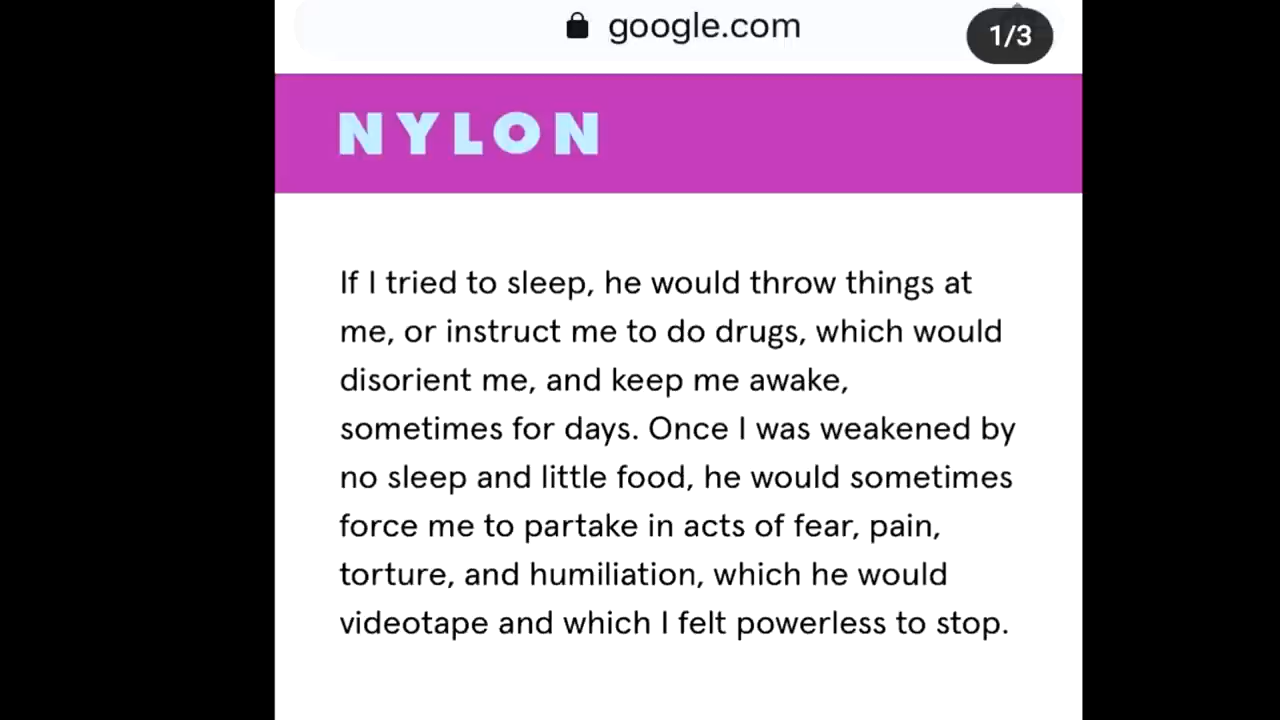 google.com
1/3
NYLON
If I tried to sleep, he would throw things at
me, or instruct me to do drugs, which would
disorient me, and keep me awake,
sometimes for days. Once I was weakened by
no sleep and little food, he would sometimes
force me to partake in acts of fear, pain,
torture, and humiliation, which he would
videotape and which I felt powerless to stop.